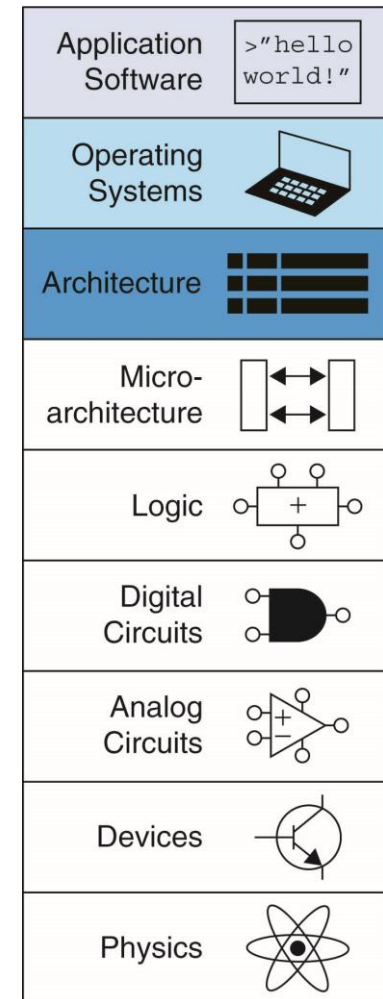 Application
Software
>"hello
world!"
Operating
Systems
Architecture
Micro-
architecture
Logic
+
Digital
Circuits
Analog
Circuits
+
−
Devices
Physics